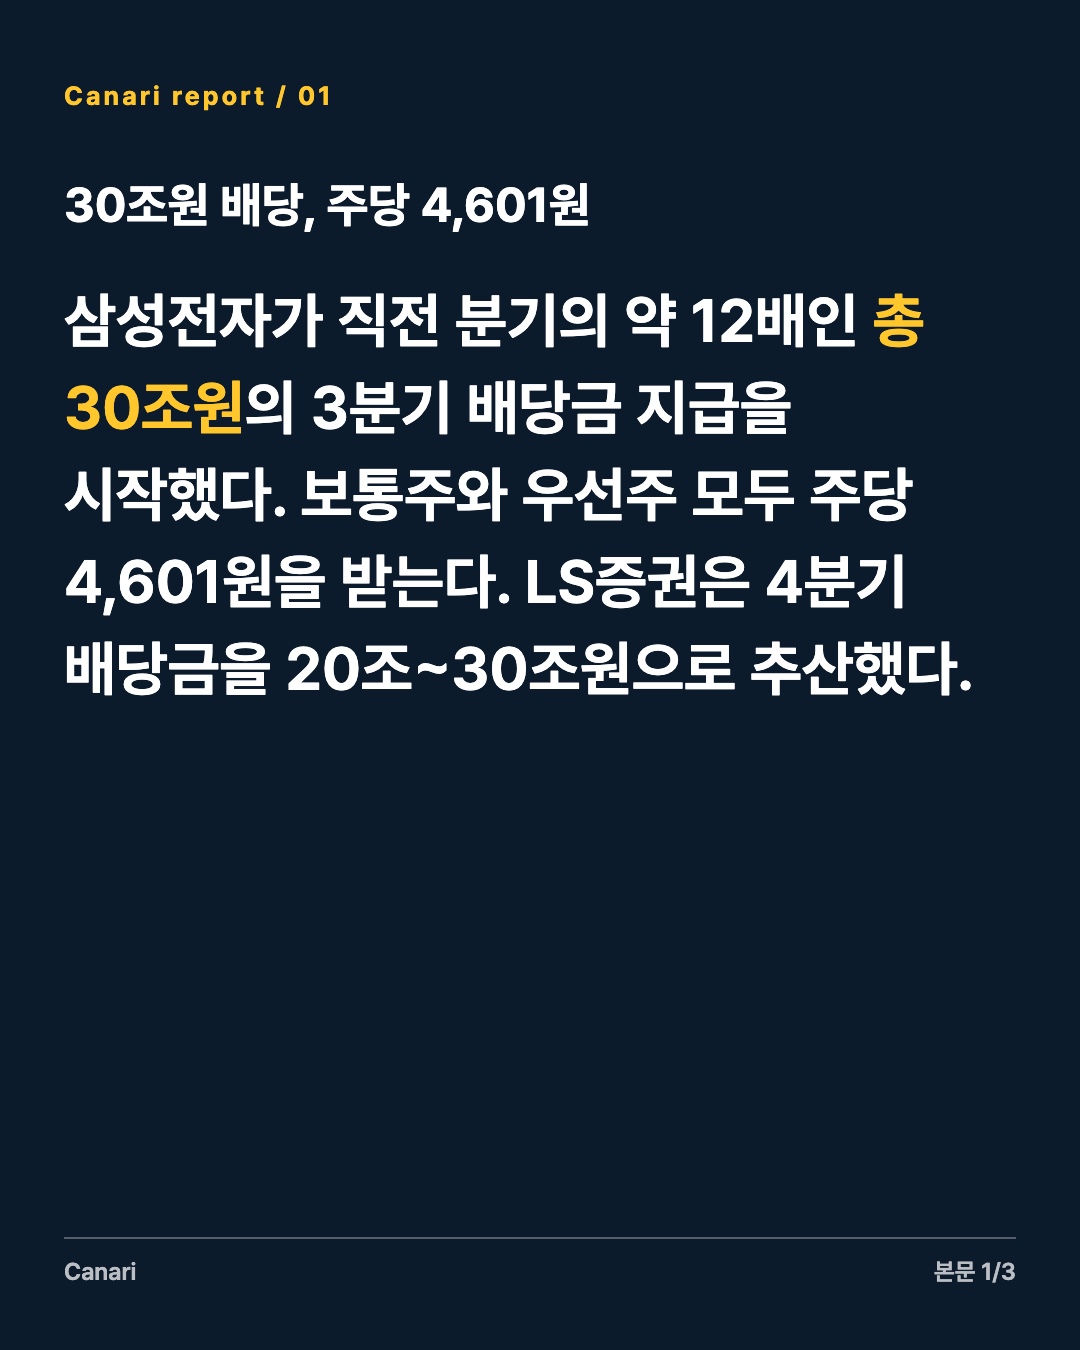 Canari report / 01
30조원 배당, 주당 4,601원
삼성전자가 직전 분기의 약 12배인 총
30조원의 3분기 배당금 지급을
시작했다. 보통주와 우선주 모두 주당
4,601원을 받는다. LS증권은 4분기
배당금을 20조~30조원으로 추산했다.
Canari
본문 1/3